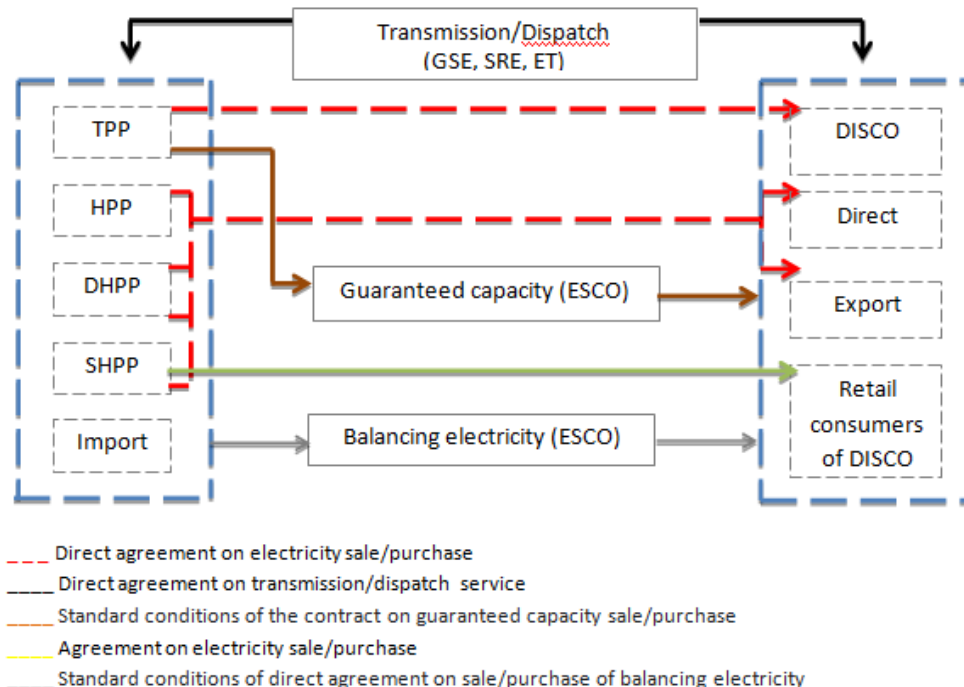 Transmission/Dispatch
(GSE, SRE, ET)
TPP
DISCO
HPP
Direct
DHPP
Guaranteed capacity (ESCO)
Export
SHPP
Import
Balancing electricity (ESCO)
Retail
consumers
of DISCO
Direct agreement on electricity sale/purchase
Direct agreement on transmission/dispatch service
Standard conditions of the contract on guaranteed capacity sale/purchase
Agreement on electricity sale/purchase
Standard conditions of direct agreement on sale/purchase of balancing electricity